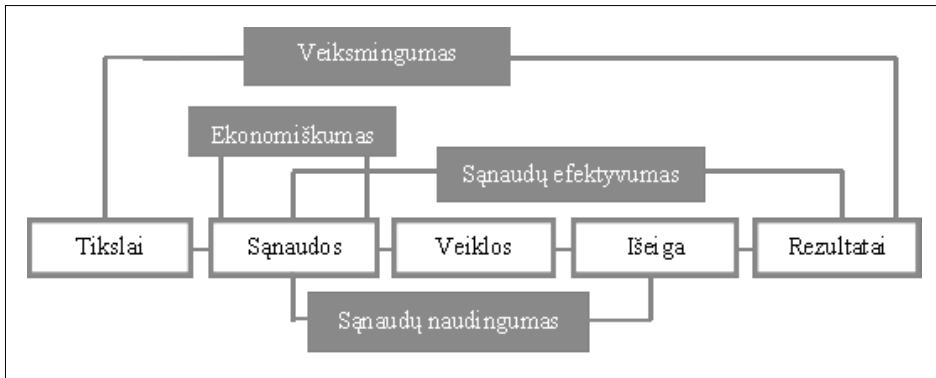 Veiksmingumas
Ekonomiškumas
Sąnaudų efektyvumas
Tikslai
Sąnaudos
Veiklos
Išeiga
Rezultatai
Sąnaudų naudingumas